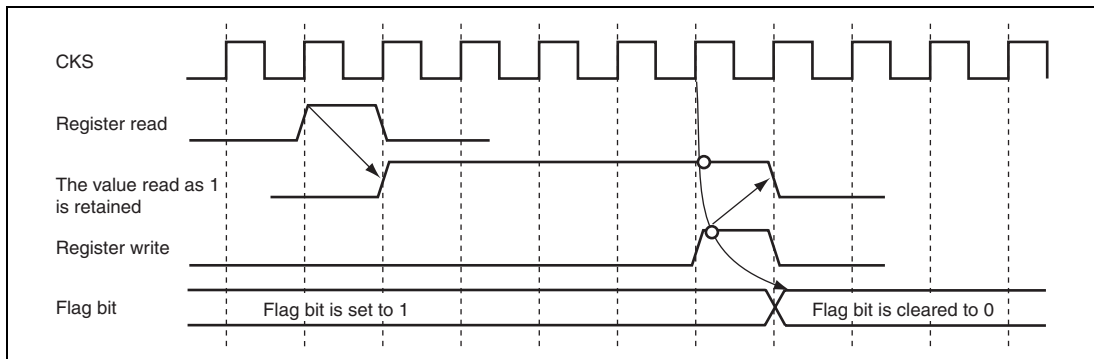 CKS
Register read
The value read as 1
is retained
Register write
Flag bit
Flag bit is set to 1
Flag bit is cleared to 0